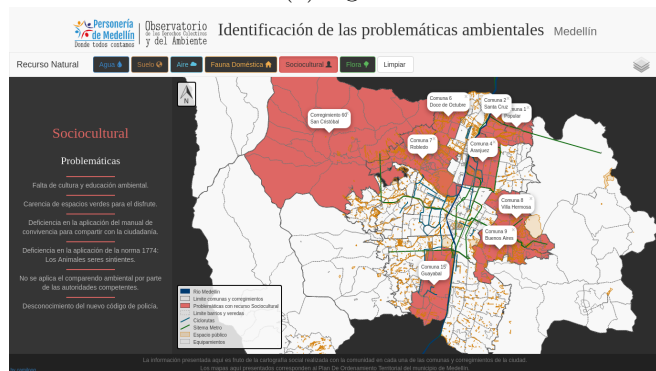 Personería
de Medellín
Donde todos contamos
Observatorio
de los Derechos Colectivos
y del Ambiente
Identificación de las problemáticas ambientales Medellín
Recurso Natural Agua Suelo Aire Fauna Doméstica Sociocultural Flora Limpiar
N
Sociocultural
Problemáticas
Falta de cultura y educación ambiental.
Carencia de espacios verdes para el disfrute.
Deficiencia en la aplicación del manual de
convivencia para compartir con la ciudadanía.
Deficiencia en la aplicación de la norma 1774:
Los Animales seres sintientes.
No se aplica el comparendo ambiental por parte
de las autoridades competentes.
Desconocimiento del nuevo código de policía.
Corregimiento 60
San Cristóbal
Comuna 6
Doce de Octubre
Comuna 2
Santa Cruz
Popular
Comuna 7
Robledo
Comuna 4
Aranjuez
Comuna 8
Villa Hermosa
Comuna 9
Buenos Aires
Comuna 15
Guayabal
Río Medellín
Límite comunas y corregimientos
Problemáticas con recurso Sociocultural
Límite barrios y veredas
Ciclorutas
Sitema Metro
Espacio público
Equipamientos
La información presentada aquí es fruto de la cartografía social realizada con la comunidad en cada una de las comunas y corregimientos de la ciudad.
Los mapas aquí presentados corresponden al Plan De Ordenamiento Territorial del municipio de Medellín.